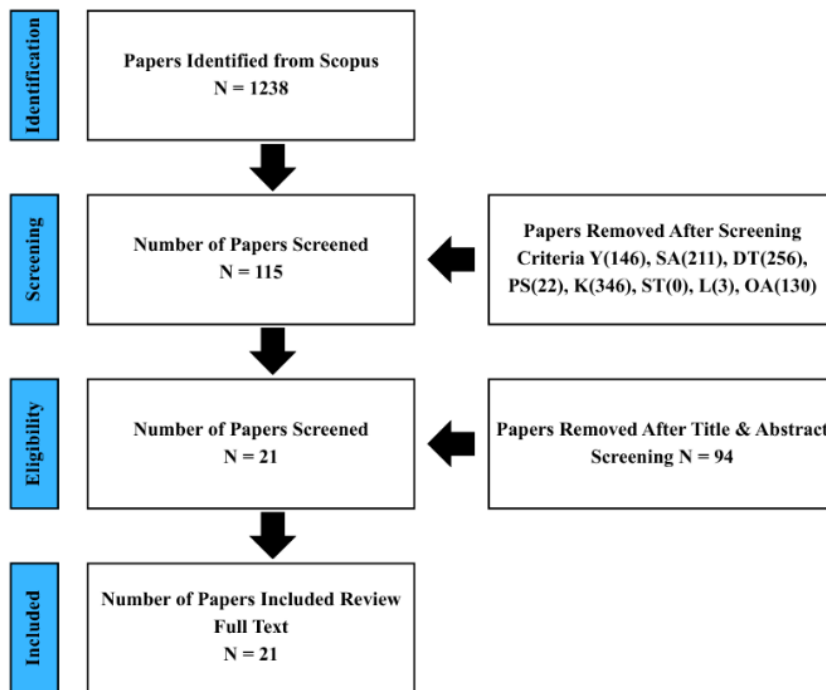 Identification
Papers Identified from Scopus
N = 1238
Screening
Number of Papers Screened
N = 115
Papers Removed After Screening
Criteria Y(146), SA(211), DT(256),
PS(22), K(346), ST(0), L(3), OA(130)
Eligibility
Number of Papers Screened
N = 21
Papers Removed After Title & Abstract
Screening N = 94
Included
Number of Papers Included Review
Full Text
N = 21